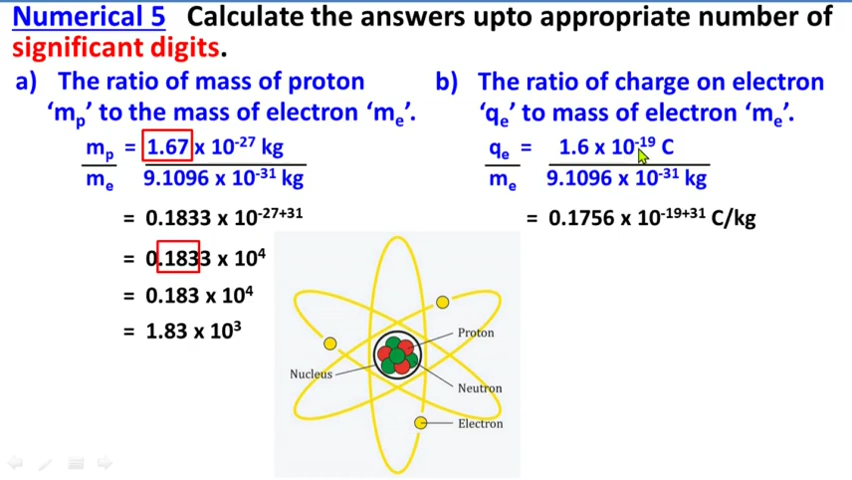 Numerical 5 Calculate the answers upto appropriate number of
significant digits.
a) The ratio of mass of proton
‘mₚ’ to the mass of electron ‘mₑ’.
mₚ = 1.67 x 10⁻²⁷ kg
mₑ 9.1096 x 10⁻³¹ kg
= 0.1833 x 10⁻²⁷⁺³¹
= 0.1833 x 10⁴
= 0.183 x 10⁴
= 1.83 x 10³
b) The ratio of charge on electron
‘qₑ’ to mass of electron ‘mₑ’.
qₑ = 1.6 x 10⁻¹⁹ C
mₑ 9.1096 x 10⁻³¹ kg
= 0.1756 x 10⁻¹⁹⁺³¹ C/kg
Proton
Nucleus
Neutron
Electron